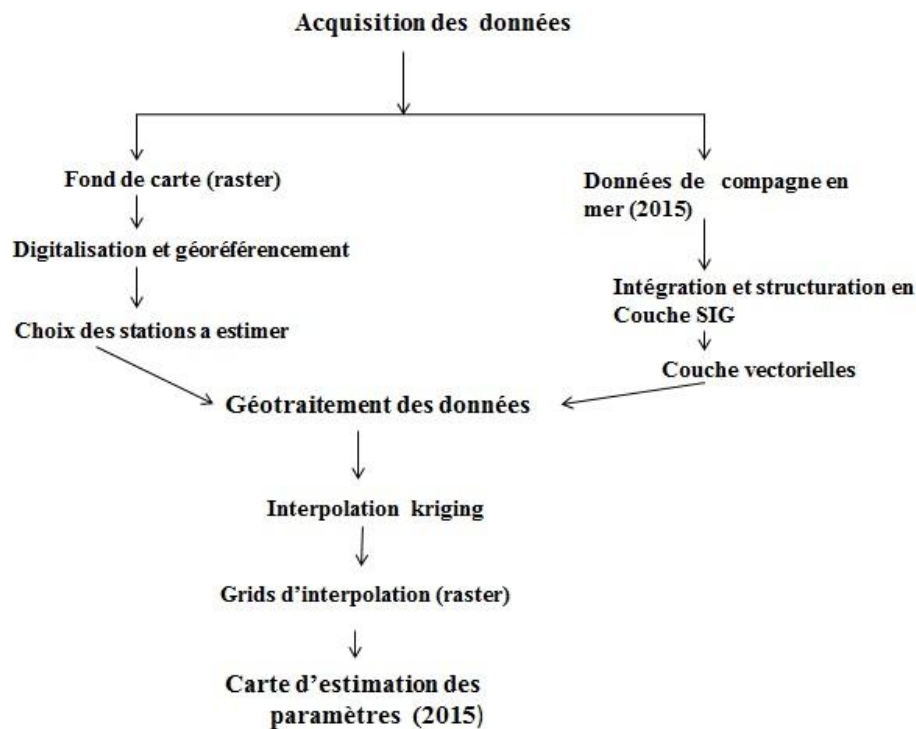 Acquisition des données
Fond de carte (raster)
Données de compagne en
mer (2015)
Digitalisation et géoréférencement
Intégration et structuration en
Couche SIG
Choix des stations a estimer
Couche vectorielles
Géotraitement des données
Interpolation kriging
Grids d'interpolation (raster)
Carte d'estimation des
paramètres (2015)